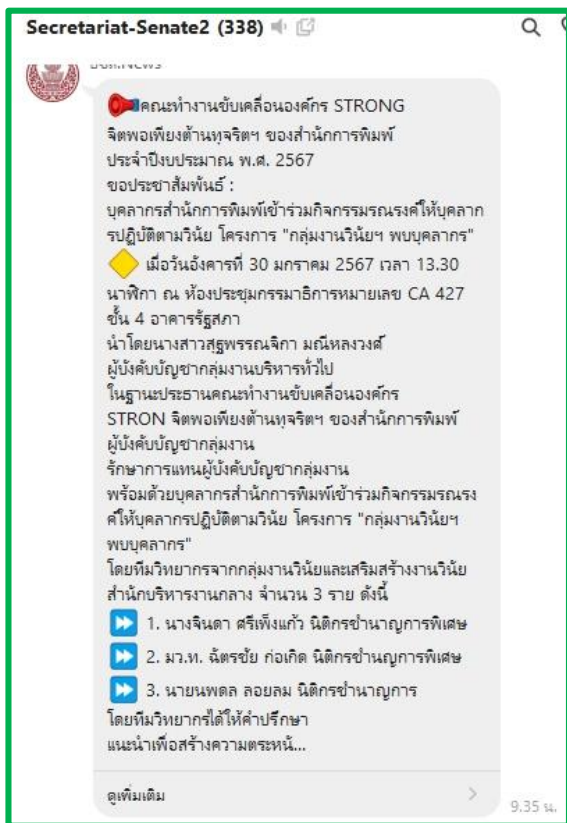 Secretariat-Senate2 (338)
คณะทำงานขับเคลื่อนองค์กร STRONG
จิตพอเพียงต้านทุจริตฯ ของสำนักการพิมพ์
ประจำปีงบประมาณ พ.ศ. 2567
ขอประชาสัมพันธ์ :
บุคลากรสำนักการพิมพ์เข้าร่วมกิจกรรมรณรงค์ให้บุคลาก
รปฏิบัติตามวินัย โครงการ "กลุ่มงานวินัยฯ พบบุคลากร"
เมื่อวันอังคารที่ 30 มกราคม 2567 เวลา 13.30
นาฬิกา ณ ห้องประชุมกรรมาธิการหมายเลข CA 427
ชั้น 4 อาคารรัฐสภา
นำโดยนางสาวสุฐพรรณจิกา มณีหลวงวงศ์
ผู้บังคับบัญชากลุ่มงานบริหารทั่วไป
ในฐานะประธานคณะทำงานขับเคลื่อนองค์กร
STRON จิตพอเพียงต้านทุจริตฯ ของสำนักการพิมพ์
ผู้บังคับบัญชากลุ่มงาน
รักษาการแทนผู้บังคับบัญชากลุ่มงาน
พร้อมด้วยบุคลากรสำนักการพิมพ์เข้าร่วมกิจกรรมรณรง
ค์ให้บุคลากรปฏิบัติตามวินัย โครงการ "กลุ่มงานวินัยฯ
พบบุคลากร"
โดยทีมวิทยากรจากกลุ่มงานวินัยและเสริมสร้างงานวินัย
สำนักบริหารงานกลาง จำนวน 3 ราย ดังนี้
1. นางจินดา ศรีเพ็งแก้ว นิติกรชำนาญการพิเศษ
2. มว.ท. ฉัตรชัย ก่อเกิด นิติกรชำนญการพิเศษ
3. นายนพดล ลอยลม นิติกรชำนาญการ
โดยทีมวิทยากรได้ให้คำปรึกษา
แนะนำเพื่อสร้างความตระหน้...
ดูเพิ่มเติม
9.35 น.